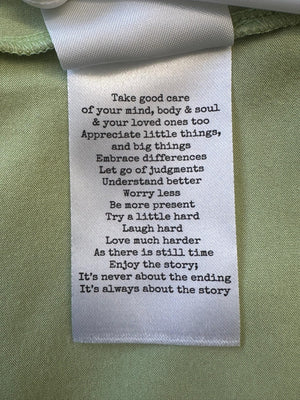 Take good care
of your mind, body & soul
& your loved ones too
Appreciate little things,
and big things
Embrace differences
Let go of judgments
Understand better
Worry less
Be more present
Try a little hard
Laugh hard
Love much harder
As there is still time
Enjoy the story;
It's never about the ending
It's always about the story